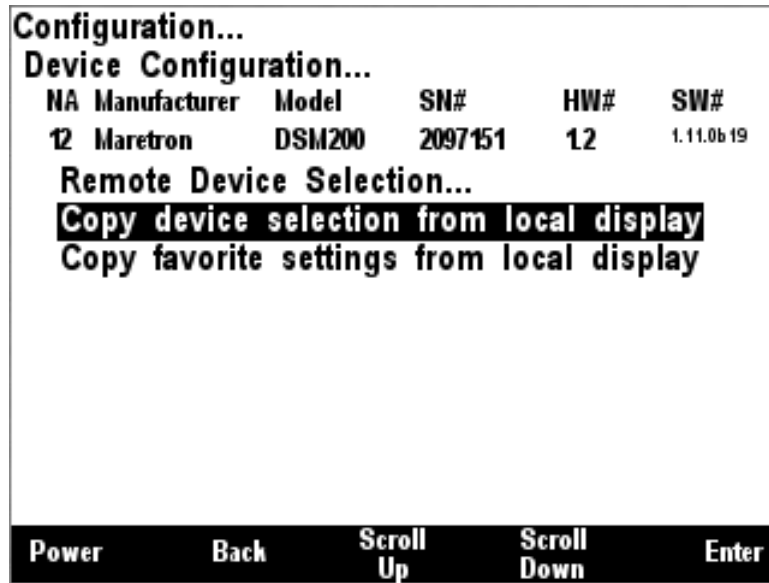 Configuration...
Device Configuration...
NA Manufacturer Model SN# HW# SW#
12 Maretron DSM200 2097151 1.2 1.11.0b19
Remote Device Selection...
Copy device selection from local display
Copy favorite settings from local display
Power Back Scroll Up Scroll Down Enter